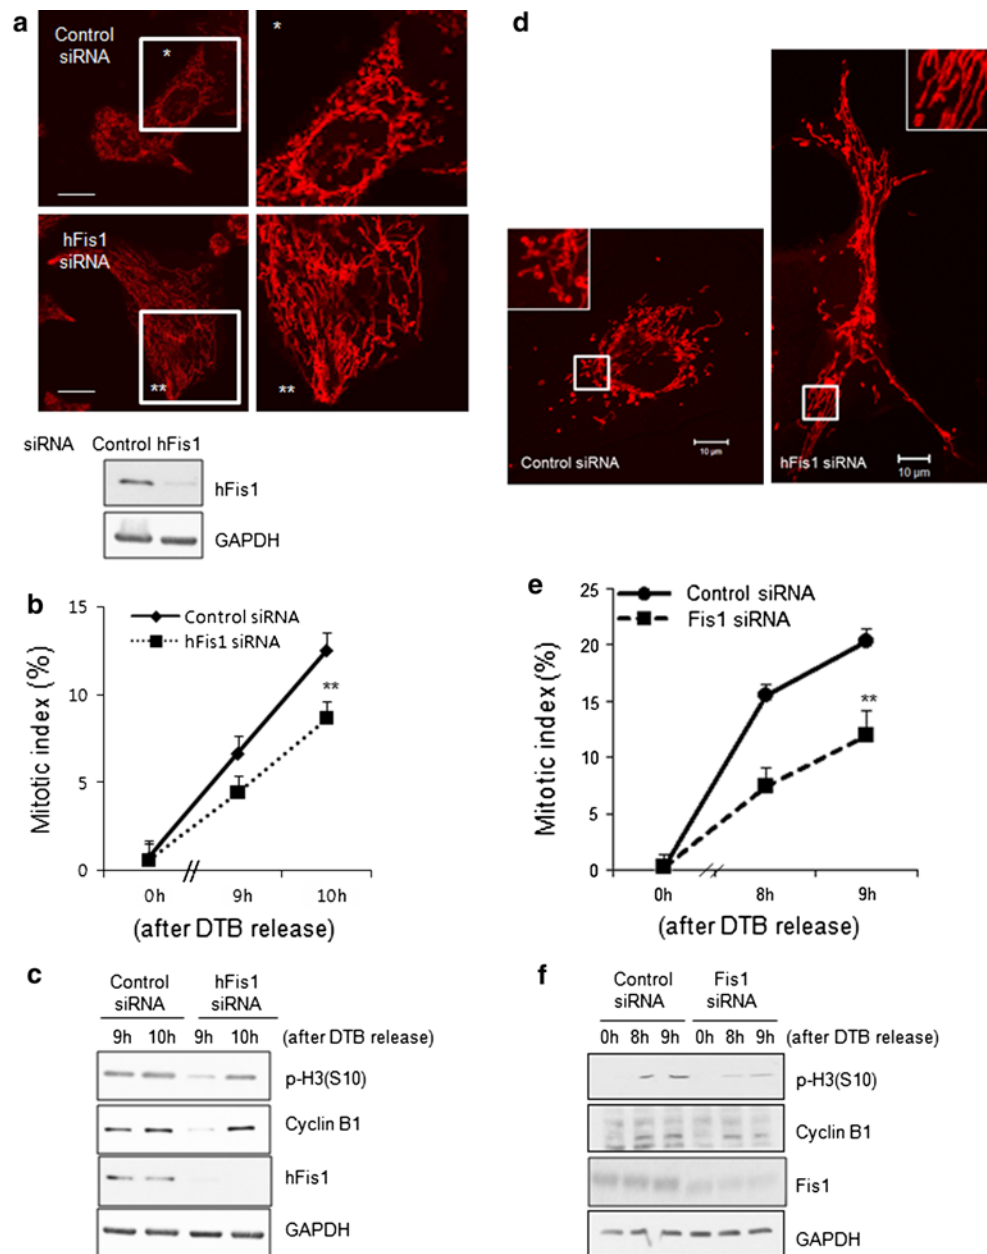 a
Control
siRNA
*
*
hFis1
siRNA
**
**
siRNA Control hFis1
hFis1
GAPDH
b
15
10
5
0
Mitotic index (%)
Control siRNA
hFis1 siRNA
**
0h 9h 10h
(after DTB release)
c
Control
siRNA
hFis1
siRNA
9h 10h 9h 10h (after DTB release)
p-H3(S10)
Cyclin B1
hFis1
GAPDH
d
10 µm
Control siRNA
hFis1 siRNA
10 µm
e
25
20
15
10
5
0
Mitotic index (%)
Control siRNA
Fis1 siRNA
**
0h 8h 9h
(after DTB release)
f
Control
siRNA
Fis1
siRNA
0h 8h 9h 0h 8h 9h (after DTB release)
p-H3(S10)
Cyclin B1
Fis1
GAPDH